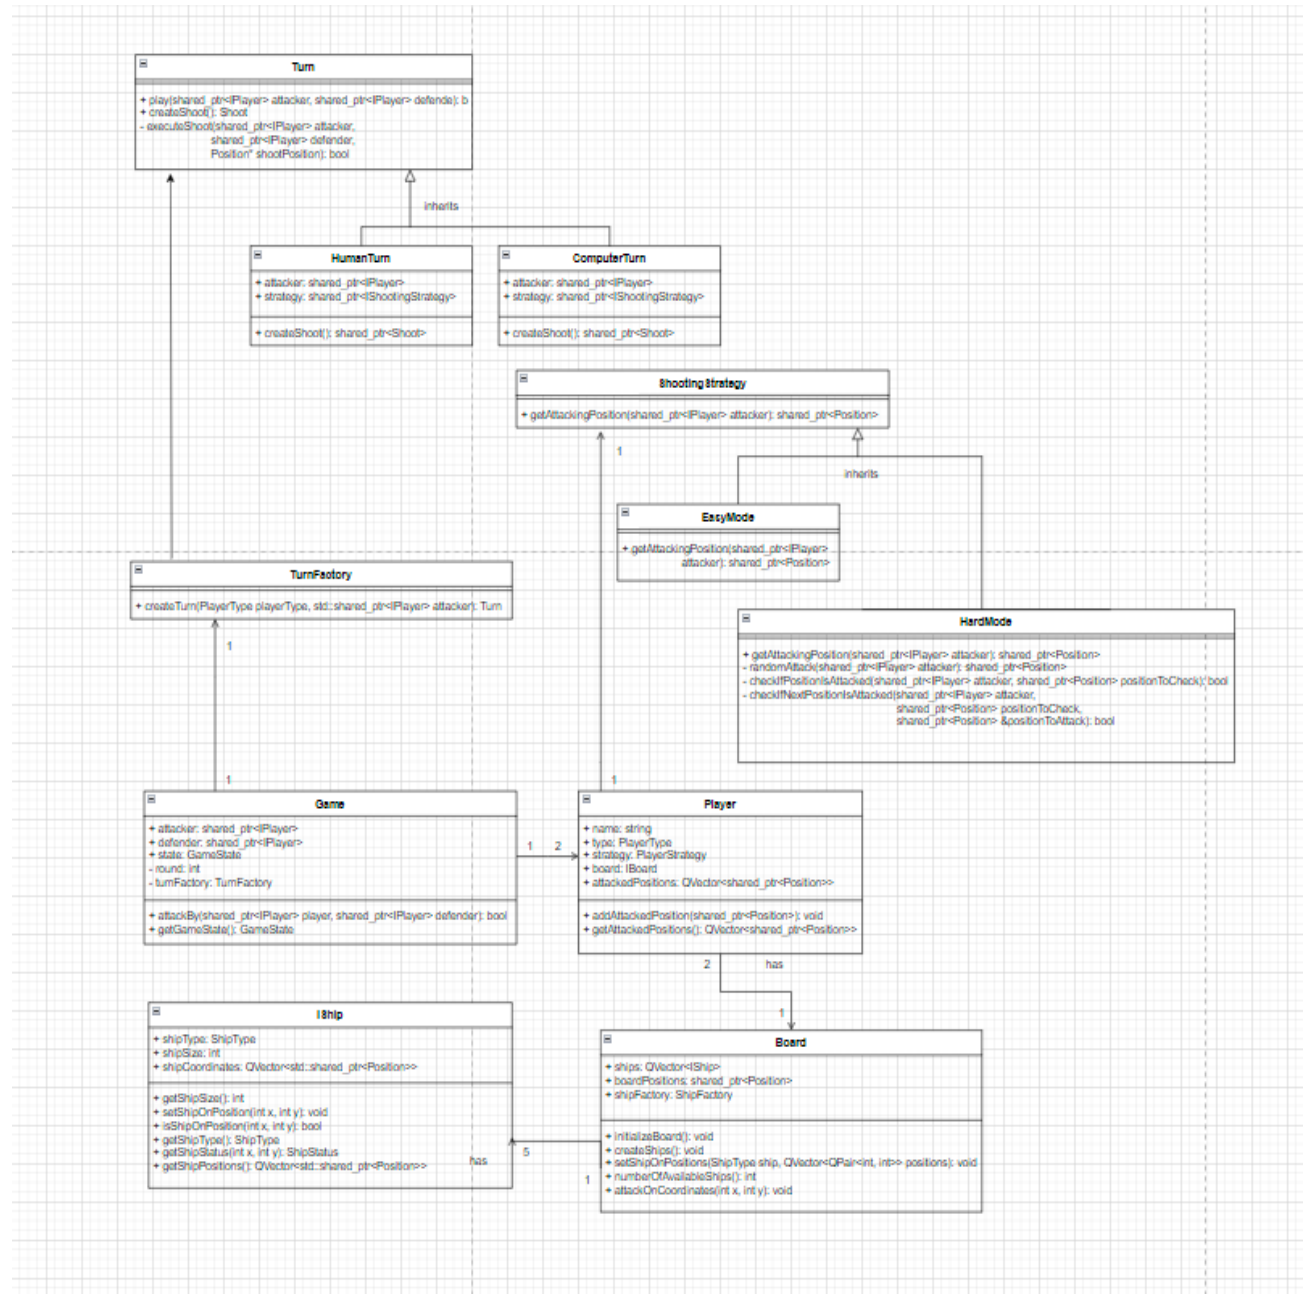 Turn
+ play(shared_ptr<IPlayer> attacker, shared_ptr<IPlayer> defende): b
+ createShoot(): Shoot
- executeShoot(shared_ptr<IPlayer> attacker,
shared_ptr<IPlayer> defender,
Position* shootPosition): bool
inherits
HumanTurn
+ attacker: shared_ptr<IPlayer>
+ strategy: shared_ptr<IShootingStrategy>
+ createShoot(): shared_ptr<Shoot>
ComputerTurn
+ attacker: shared_ptr<IPlayer>
+ strategy: shared_ptr<IShootingStrategy>
+ createShoot(): shared_ptr<Shoot>
ShootingStrategy
+ getAttackingPosition(shared_ptr<IPlayer> attacker): shared_ptr<Position>
1
inherits
EasyMode
+ getAttackingPosition(shared_ptr<IPlayer>
attacker): shared_ptr<Position>
TurnFactory
+ createTurn(PlayerType playerType, std::shared_ptr<IPlayer> attacker): Turn
1
HardMode
+ getAttackingPosition(shared_ptr<IPlayer> attacker): shared_ptr<Position>
- randomAttack(shared_ptr<IPlayer> attacker): shared_ptr<Position>
- checkIfPositionIsAttacked(shared_ptr<IPlayer> attacker, shared_ptr<Position> positionToCheck): bool
- checkIfNextPositionIsAttacked(shared_ptr<IPlayer> attacker,
shared_ptr<Position> positionToCheck,
shared_ptr<Position> &positionToAttack): bool
1
1
Game
+ attacker: shared_ptr<IPlayer>
+ defender: shared_ptr<IPlayer>
+ state: GameState
- round: int
- turnFactory: TurnFactory
+ attackBy(shared_ptr<IPlayer> player, shared_ptr<IPlayer> defender): bool
+ getGameState(): GameState
1 2
Player
+ name: string
+ type: PlayerType
+ strategy: PlayerStrategy
+ board: IBoard
+ attackedPositions: QVector<shared_ptr<Position>>
+ addAttackedPosition(shared_ptr<Position>): void
+ getAttackedPositions(): QVector<shared_ptr<Position>>
2 has
1
IShip
+ shipType: ShipType
+ shipSize: int
+ shipCoordinates: QVector<std::shared_ptr<Position>>
+ getShipSize(): int
+ setShipOnPosition(int x, int y): void
+ isShipOnPosition(int x, int y): bool
+ getShipType(): ShipType
+ getShipStatus(int x, int y): ShipStatus
+ getShipPositions(): QVector<std::shared_ptr<Position>>
has
5
1
Board
+ ships: QVector<IShip>
+ boardPositions: shared_ptr<Position>
+ shipFactory: ShipFactory
+ initializeBoard(): void
+ createShips(): void
+ setShipOnPositions(ShipType ship, QVector<QPair<int, int>> positions): void
+ numberOfAvailableShips(): int
+ attackOnCoordinates(int x, int y): void